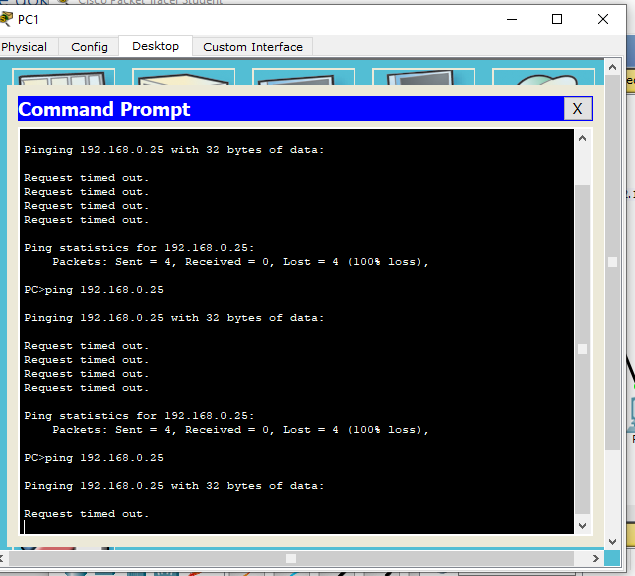 Cisco Packet Tracer Student
PC1
Physical
Config
Desktop
Custom Interface
Command Prompt
X
Pinging 192.168.0.25 with 32 bytes of data:
Request timed out.
Request timed out.
Request timed out.
Request timed out.
Ping statistics for 192.168.0.25:
Packets: Sent = 4, Received = 0, Lost = 4 (100% loss),
PC>ping 192.168.0.25
Pinging 192.168.0.25 with 32 bytes of data:
Request timed out.
Request timed out.
Request timed out.
Request timed out.
Ping statistics for 192.168.0.25:
Packets: Sent = 4, Received = 0, Lost = 4 (100% loss),
PC>ping 192.168.0.25
Pinging 192.168.0.25 with 32 bytes of data:
Request timed out.